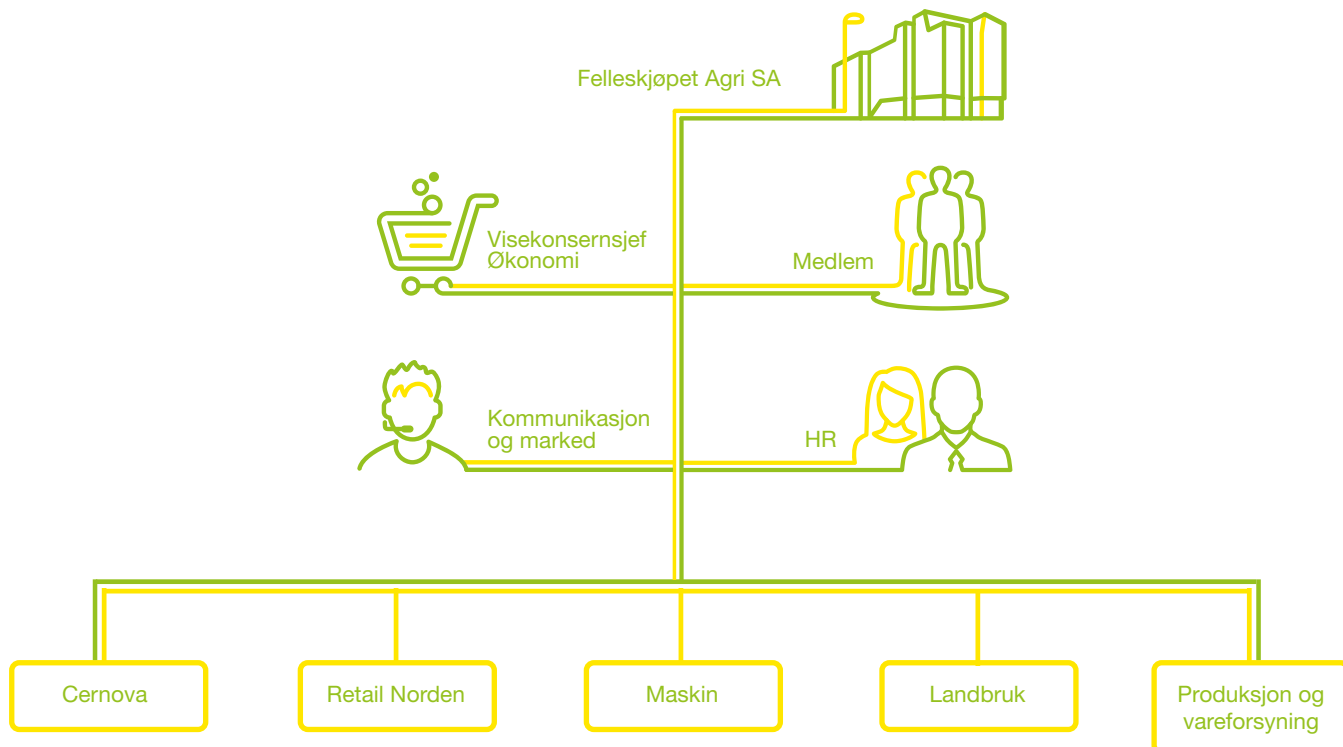 Felleskjøpet Agri SA
Visekonsernsjef
Økonomi
Medlem
Kommunikasjon
og marked
HR
Cernova
Retail Norden
Maskin
Landbruk
Produksjon og
vareforsyning